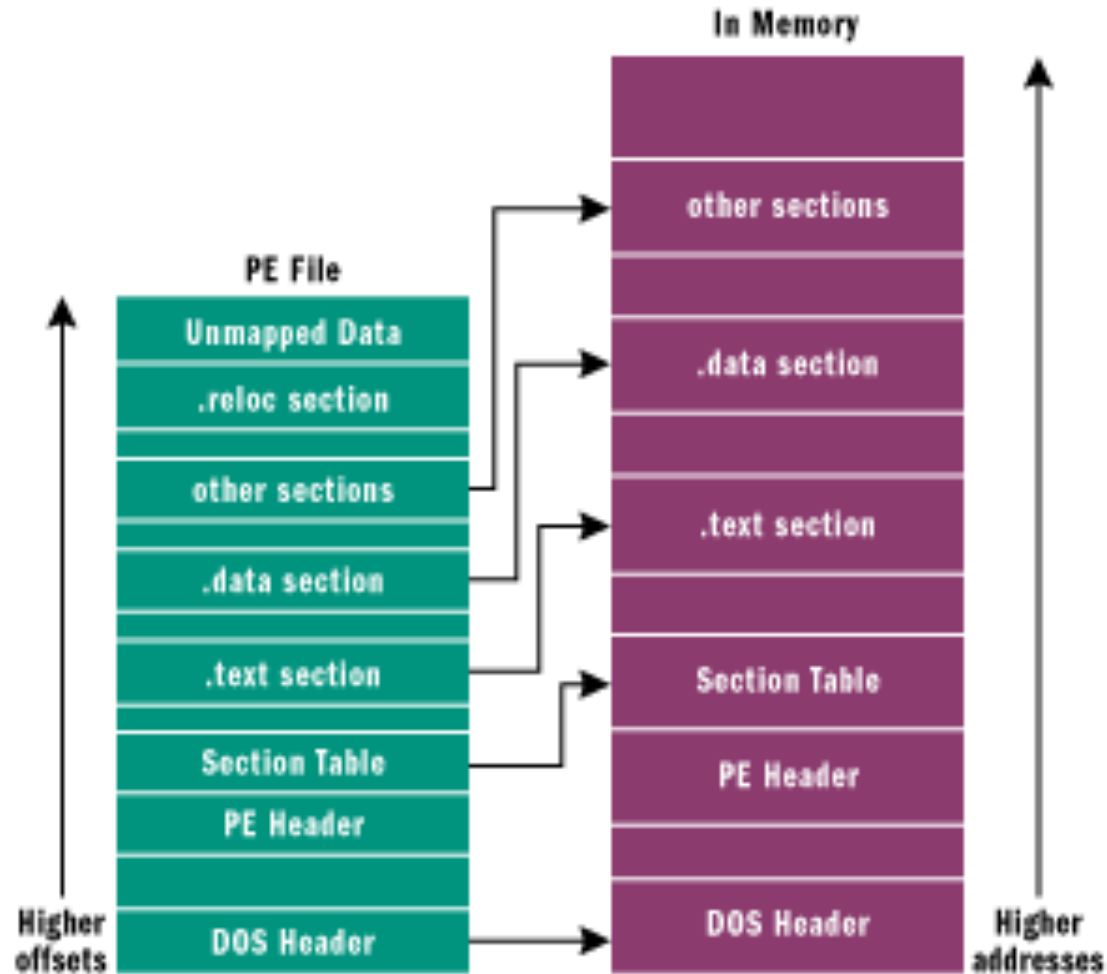 In Memory
other sections
.data section
.text section
Section Table
PE Header
DOS Header
Higher
addresses
PE File
Unmapped Data
.reloc section
other sections
.data section
.text section
Section Table
PE Header
DOS Header
Higher
offsets